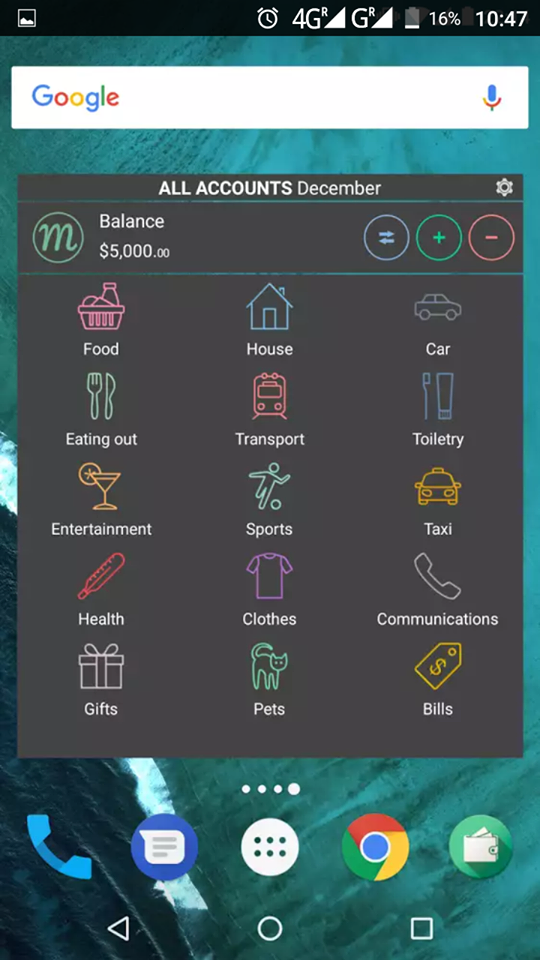 4G R G R 16% 10:47
Google
ALL ACCOUNTS December
m Balance
$5,000.00
Food House Car
Eating out Transport Toiletry
Entertainment Sports Taxi
Health Clothes Communications
Gifts Pets Bills